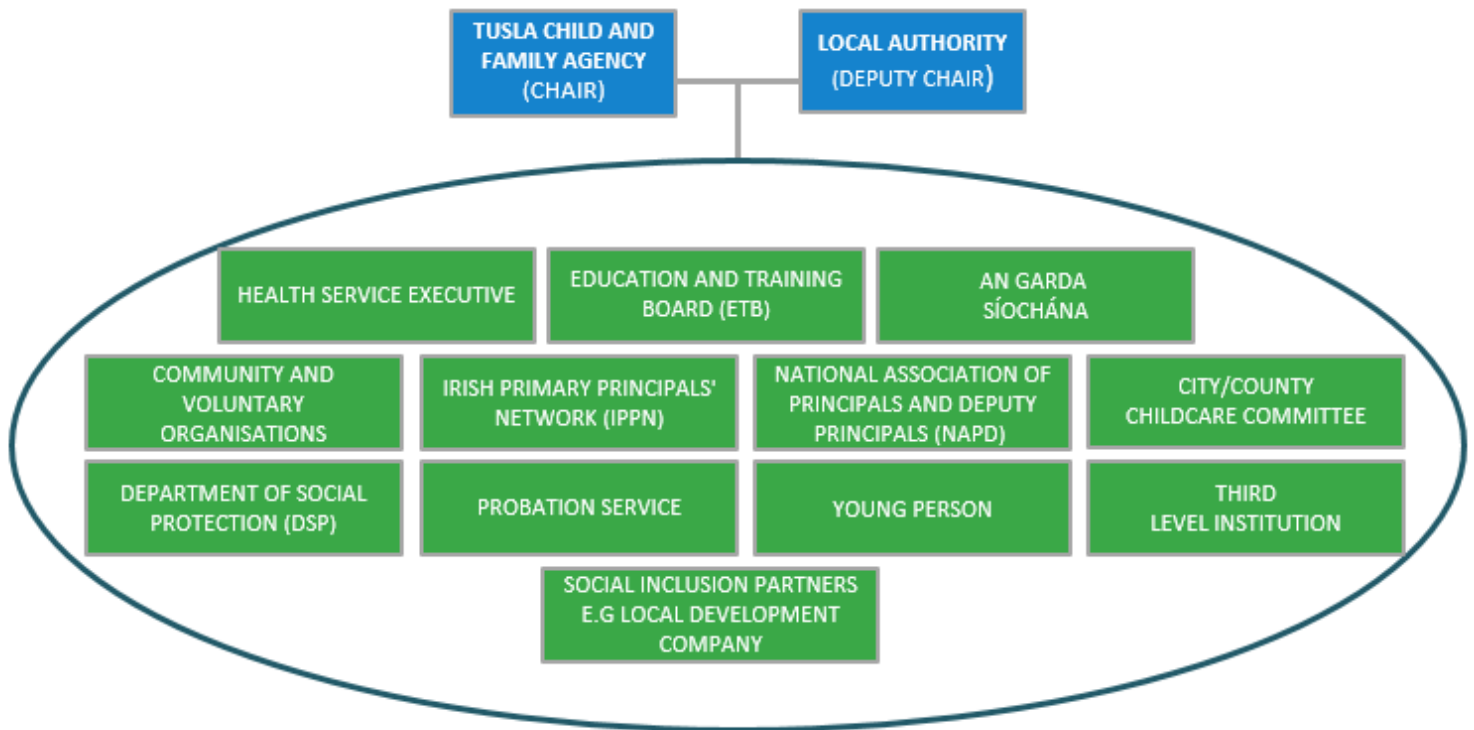 TUSLA CHILD AND
FAMILY AGENCY
(CHAIR)
LOCAL AUTHORITY
(DEPUTY CHAIR)
HEALTH SERVICE EXECUTIVE
EDUCATION AND TRAINING
BOARD (ETB)
AN GARDA
SÍOCHÁNA
COMMUNITY AND
VOLUNTARY
ORGANISATIONS
IRISH PRIMARY PRINCIPALS'
NETWORK (IPPN)
NATIONAL ASSOCIATION OF
PRINCIPALS AND DEPUTY
PRINCIPALS (NAPD)
CITY/COUNTY
CHILDCARE COMMITTEE
DEPARTMENT OF SOCIAL
PROTECTION (DSP)
PROBATION SERVICE
YOUNG PERSON
THIRD
LEVEL INSTITUTION
SOCIAL INCLUSION PARTNERS
E.G LOCAL DEVELOPMENT
COMPANY